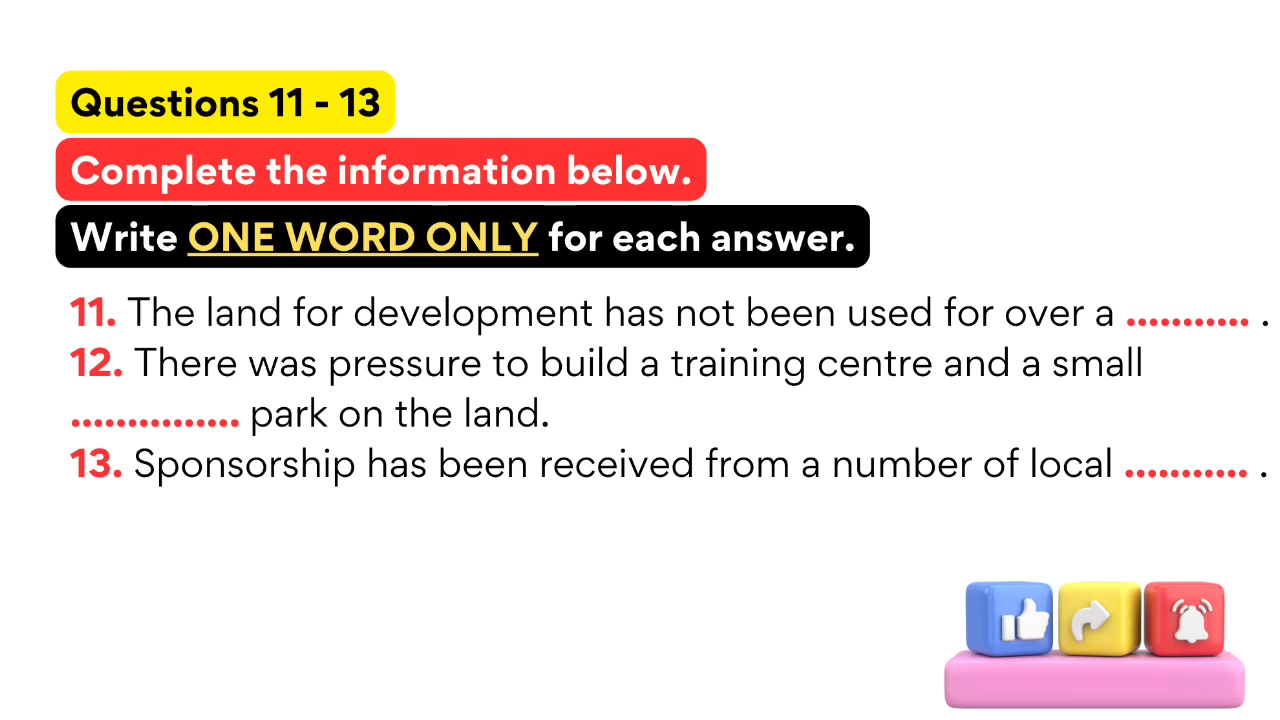 Questions 11 - 13
Complete the information below.
Write ONE WORD ONLY for each answer.
11. The land for development has not been used for over a ........... .
12. There was pressure to build a training centre and a small
............... park on the land.
13. Sponsorship has been received from a number of local ........... .